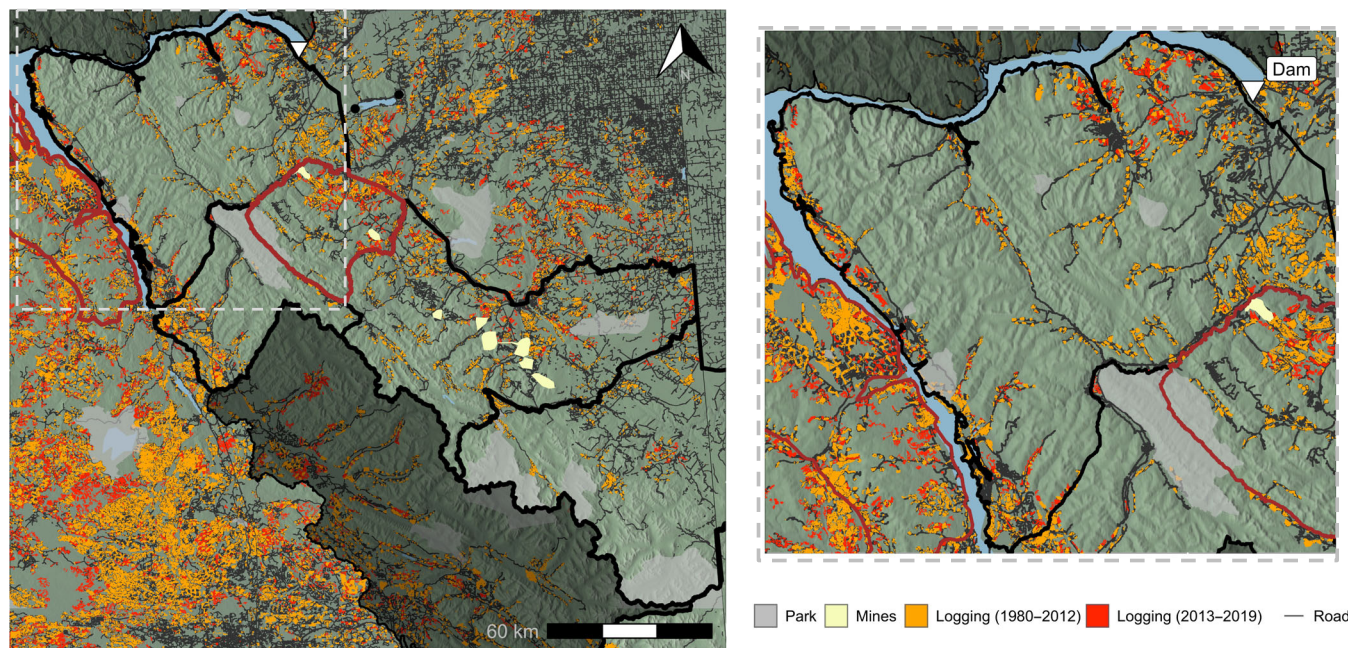 N
Dam
60 km
Park
Mines
Logging (1980–2012)
Logging (2013–2019)
Road